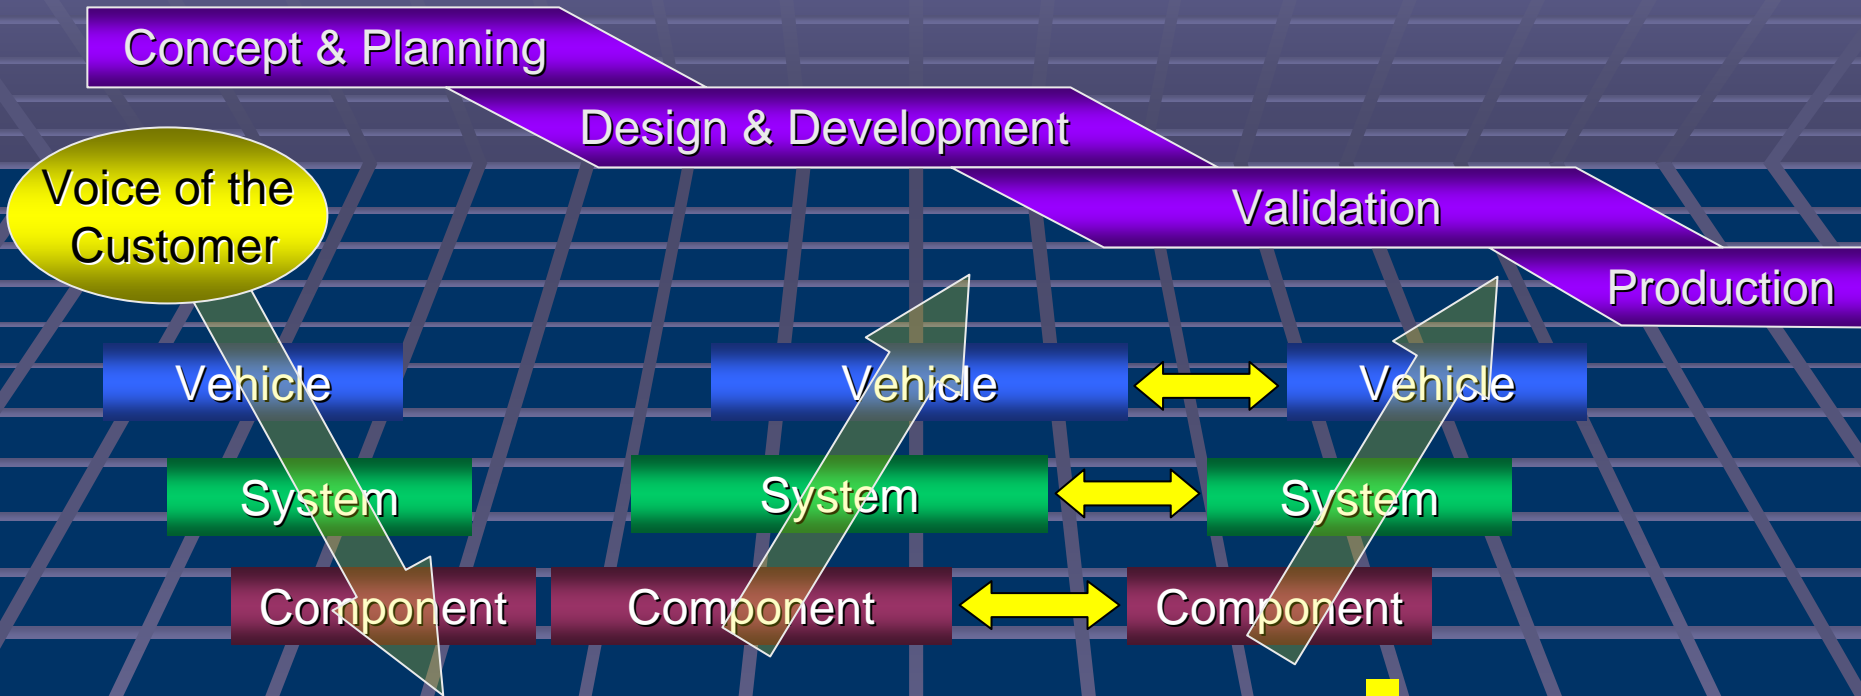 Concept & Planning
Design & Development
Validation
Production
Voice of the
Customer
Vehicle
Vehicle
Vehicle
System
System
System
Component
Component
Component